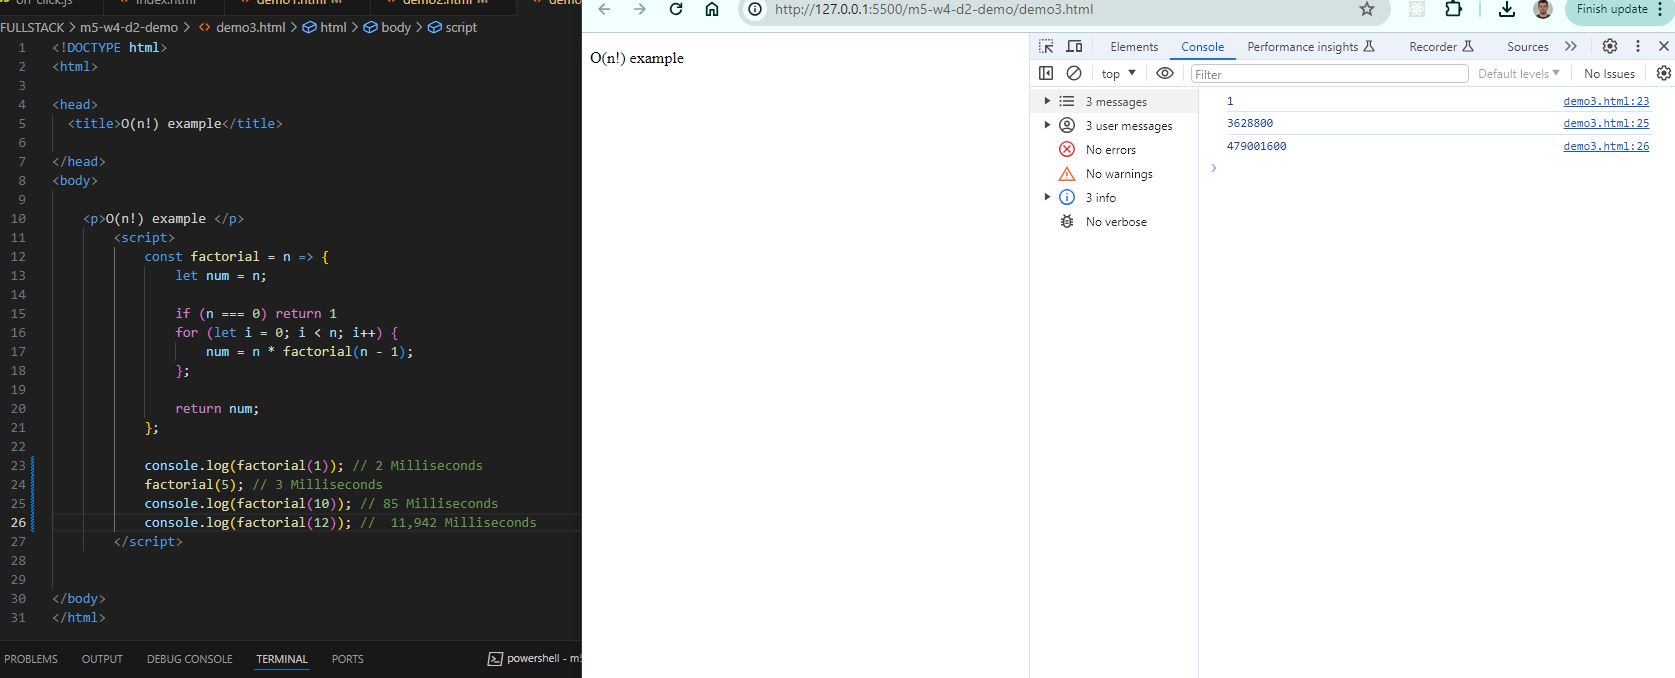 index.html
FULLSTACK > m5-w4-d2-demo > <> demo3.html > html > body > script
1 <!DOCTYPE html>
2 <html>
3
4 <head>
5 <title>O(n!) example</title>
6
7 </head>
8 <body>
9
10 <p>O(n!) example </p>
11 <script>
12 const factorial = n => {
13 let num = n;
14
15 if (n === 0) return 1
16 for (let i = 0; i < n; i++) {
17 num = n * factorial(n - 1);
18 };
19
20 return num;
21 };
22
23 console.log(factorial(1)); // 2 Milliseconds
24 factorial(5); // 3 Milliseconds
25 console.log(factorial(10)); // 85 Milliseconds
26 console.log(factorial(12)); //  11,942 Milliseconds
27 </script>
28
29
30 </body>
31 </html>
PROBLEMS OUTPUT DEBUG CONSOLE TERMINAL PORTS powershell - m5
http://127.0.0.1:5500/m5-w4-d2-demo/demo3.html Finish update
O(n!) example
Elements Console Performance insights Recorder Sources
top Filter Default levels No Issues
3 messages
3 user messages
No errors
No warnings
3 info
No verbose
1 demo3.html:23
3628800 demo3.html:25
479001600 demo3.html:26